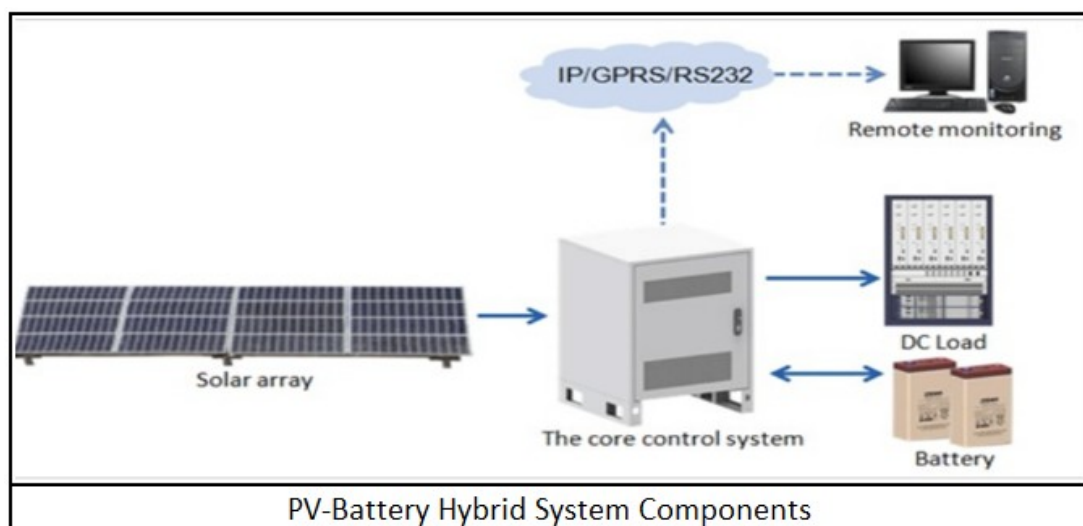 IP/GPRS/RS232
Remote monitoring
Solar array
The core control system
DC Load
Battery
PV-Battery Hybrid System Components